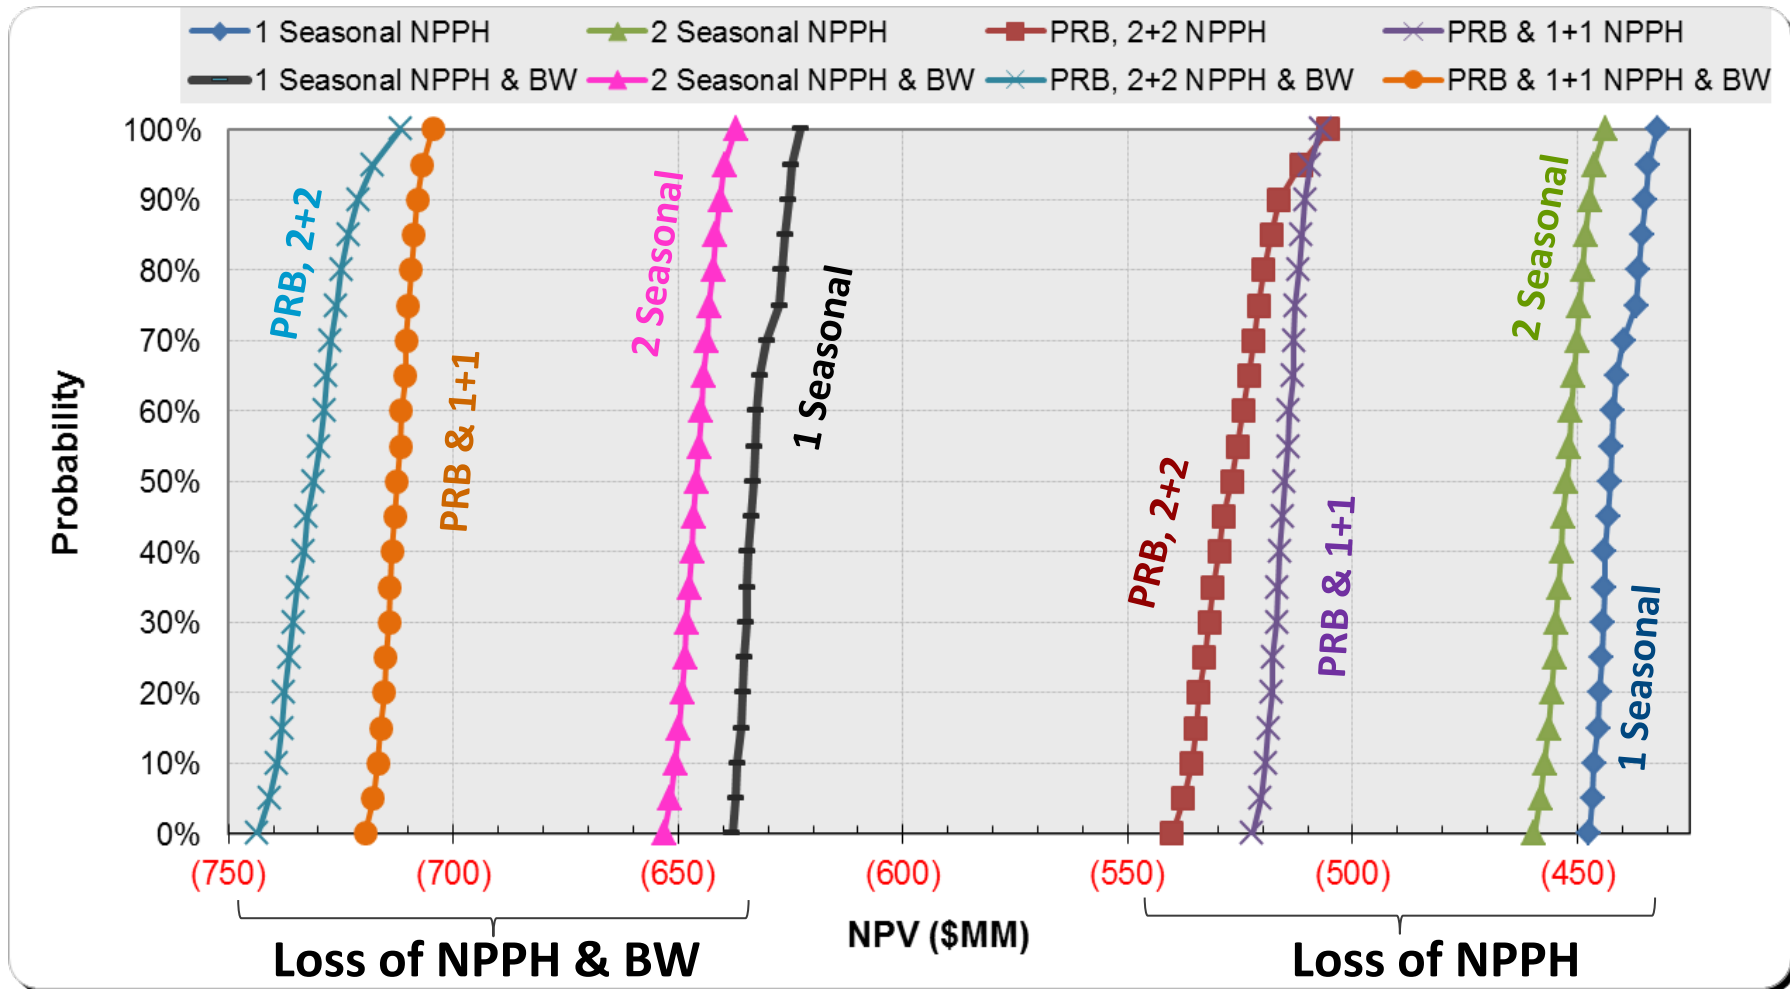 1 Seasonal NPPH 2 Seasonal NPPH PRB, 2+2 NPPH PRB & 1+1 NPPH
1 Seasonal NPPH & BW 2 Seasonal NPPH & BW PRB, 2+2 NPPH & BW PRB & 1+1 NPPH & BW
100%
90%
80%
70%
60%
50%
40%
30%
20%
10%
0%
Probability
PRB, 2+2
PRB & 1+1
2 Seasonal
1 Seasonal
PRB, 2+2
PRB & 1+1
2 Seasonal
1 Seasonal
(750) (700) (650) (600) (550) (500) (450)
NPV ($MM)
Loss of NPPH & BW Loss of NPPH